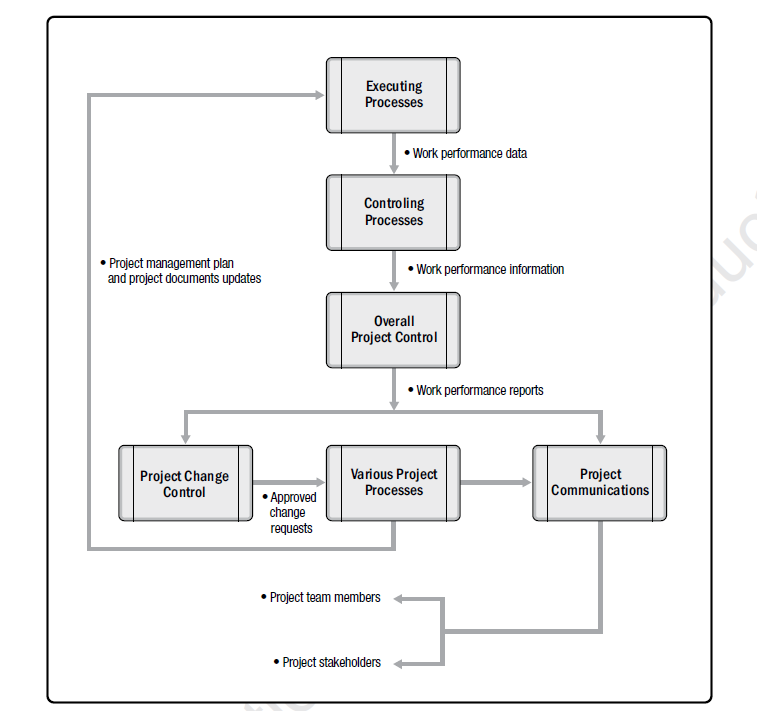 Executing
Processes
• Work performance data
Controling
Processes
• Project management plan
and project documents updates
• Work performance information
Overall
Project Control
• Work performance reports
Project Change
Control
• Approved
change
requests
Various Project
Processes
Project
Communications
• Project team members
• Project stakeholders